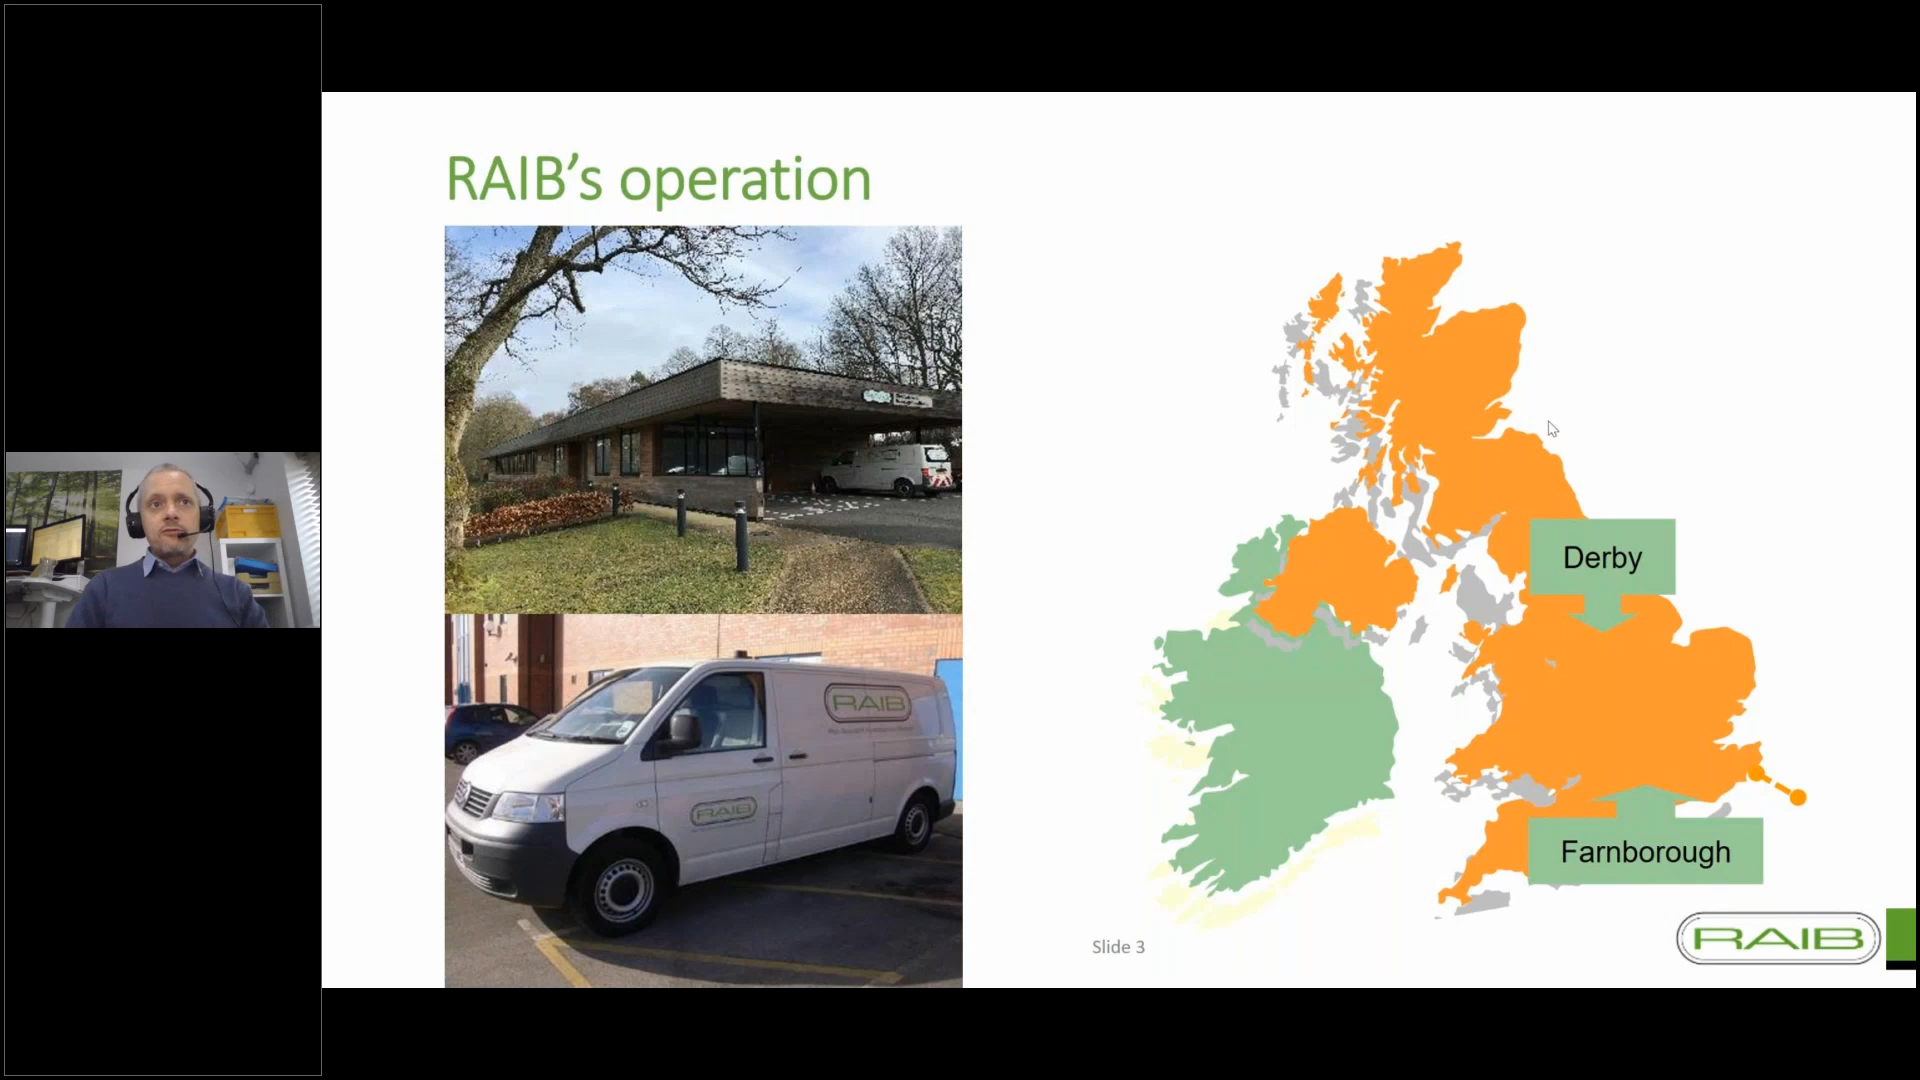 RAIB's operation
RAIB
RAIB
Derby
Farnborough
Slide 3
RAIB